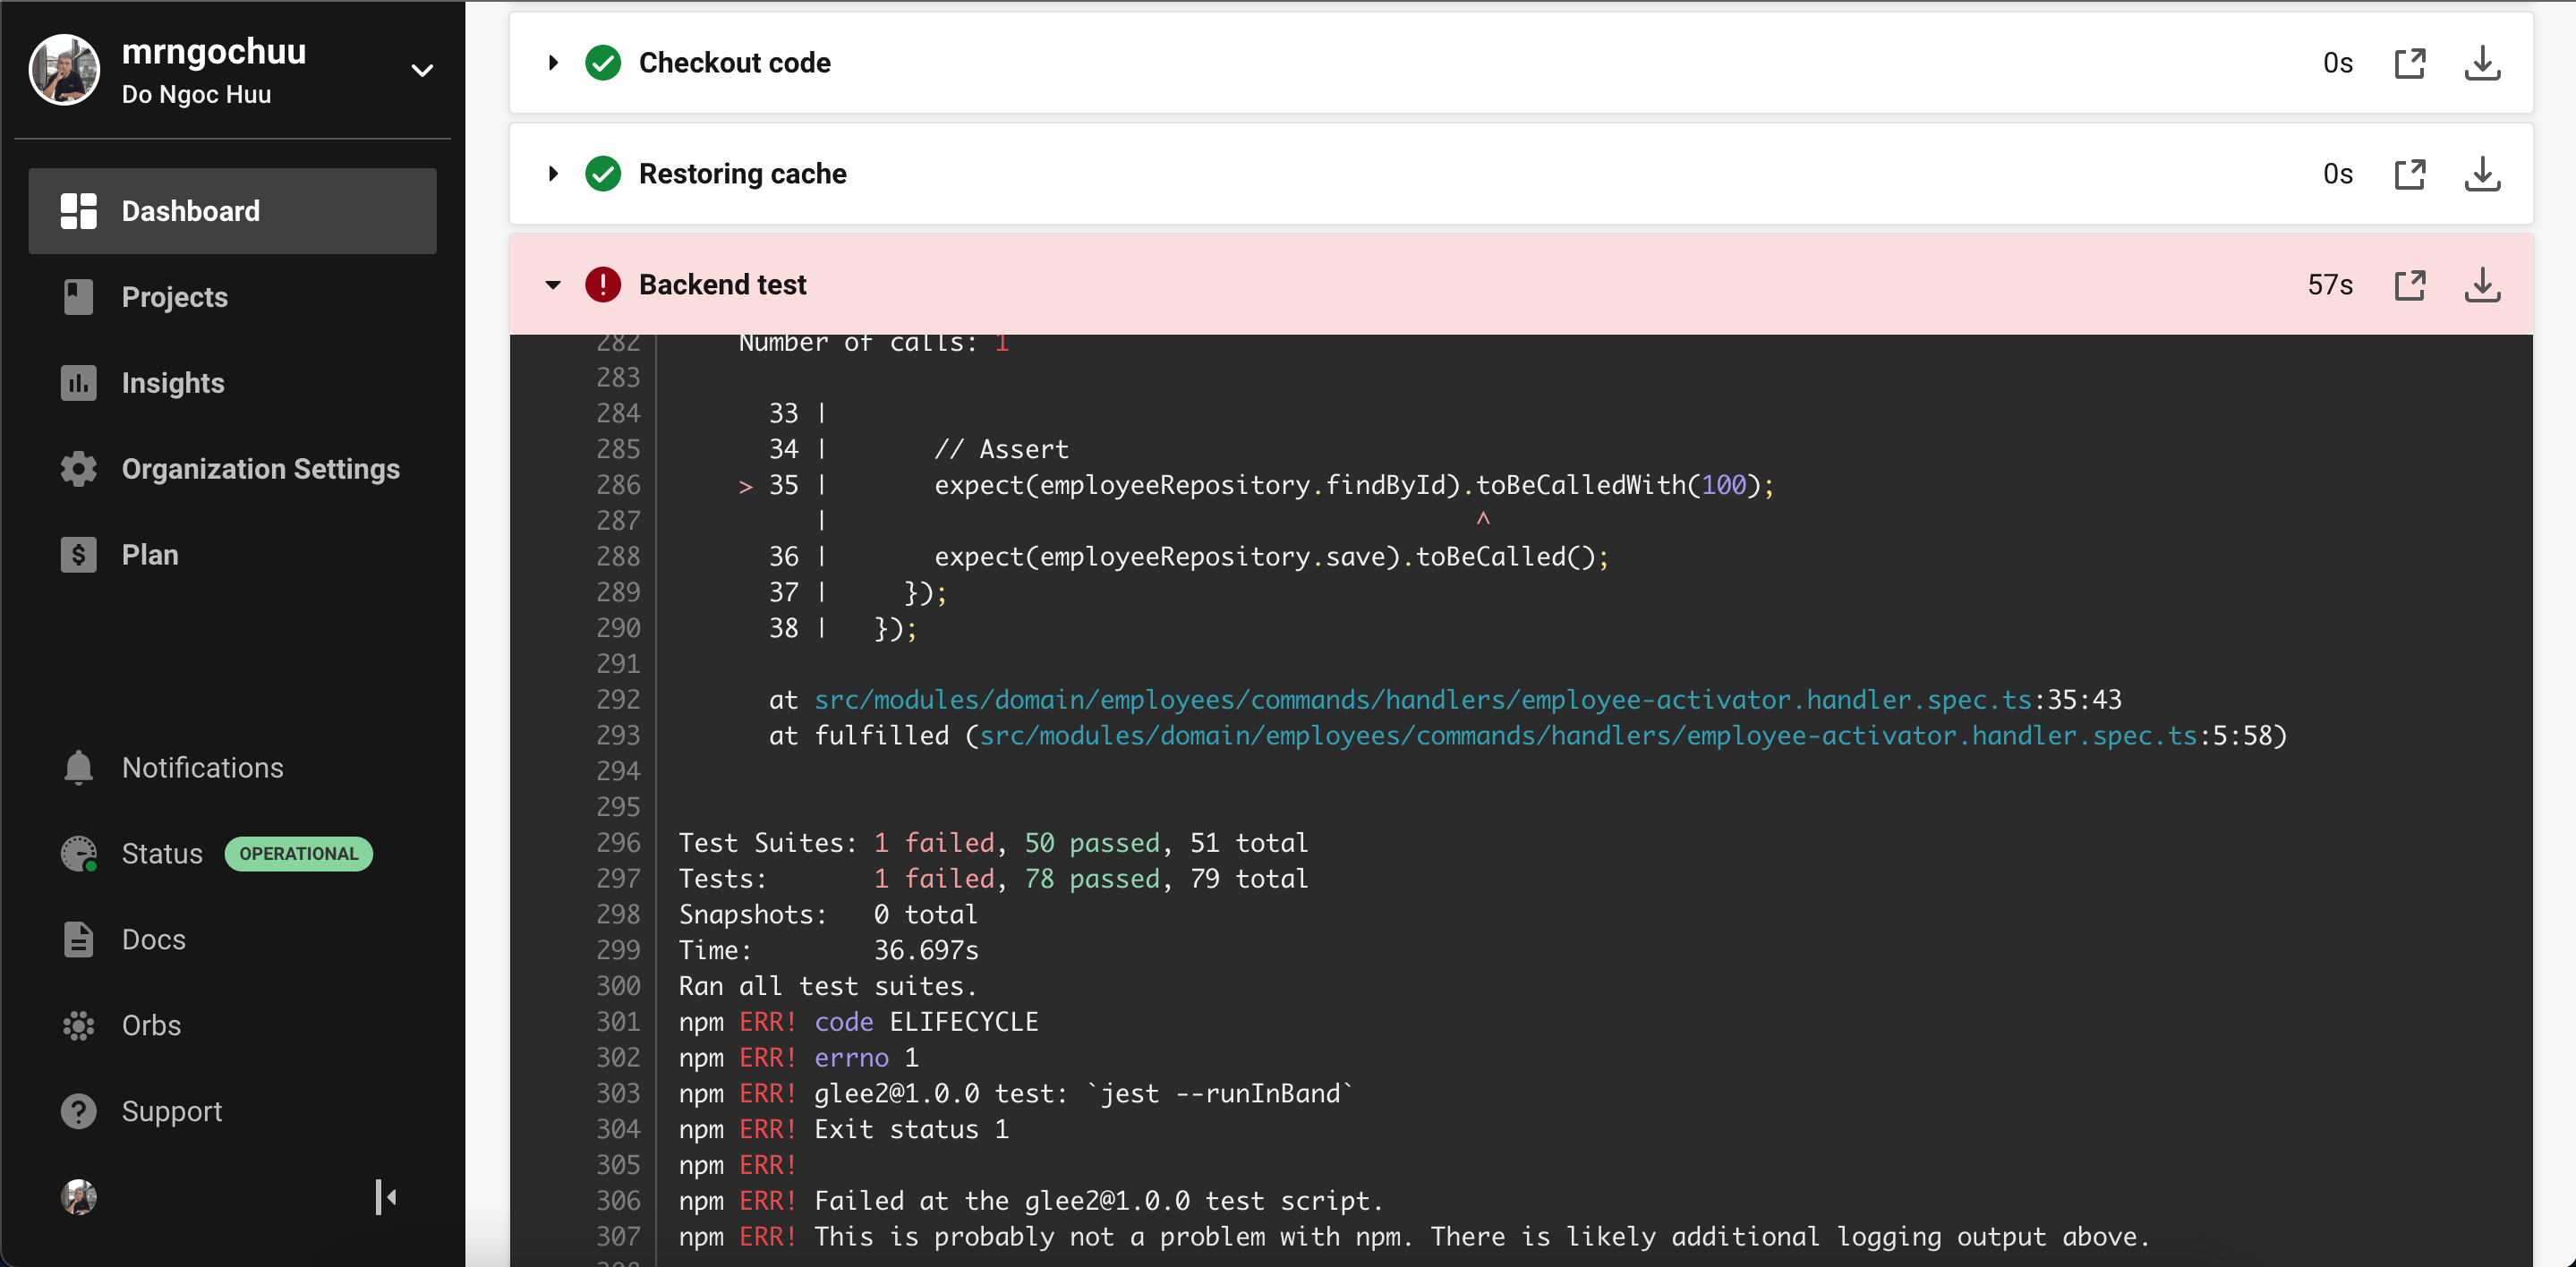 mrngochuu
Do Ngoc Huu
Dashboard
Projects
Insights
Organization Settings
Plan
Notifications
Status OPERATIONAL
Docs
Orbs
Support
Checkout code 0s
Restoring cache 0s
Backend test 57s
282 Number of calls: 1
283
284 33 |
285 34 | // Assert
286 > 35 | expect(employeeRepository.findById).toBeCalledWith(100);
287 | ^
288 36 | expect(employeeRepository.save).toBeCalled();
289 37 | });
290 38 | });
291
292 at src/modules/domain/employees/commands/handlers/employee-activator.handler.spec.ts:35:43
293 at fulfilled (src/modules/domain/employees/commands/handlers/employee-activator.handler.spec.ts:5:58)
294
295
296 Test Suites: 1 failed, 50 passed, 51 total
297 Tests: 1 failed, 78 passed, 79 total
298 Snapshots: 0 total
299 Time: 36.697s
300 Ran all test suites.
301 npm ERR! code ELIFECYCLE
302 npm ERR! errno 1
303 npm ERR! glee2@1.0.0 test: `jest --runInBand`
304 npm ERR! Exit status 1
305 npm ERR!
306 npm ERR! Failed at the glee2@1.0.0 test script.
307 npm ERR! This is probably not a problem with npm. There is likely additional logging output above.